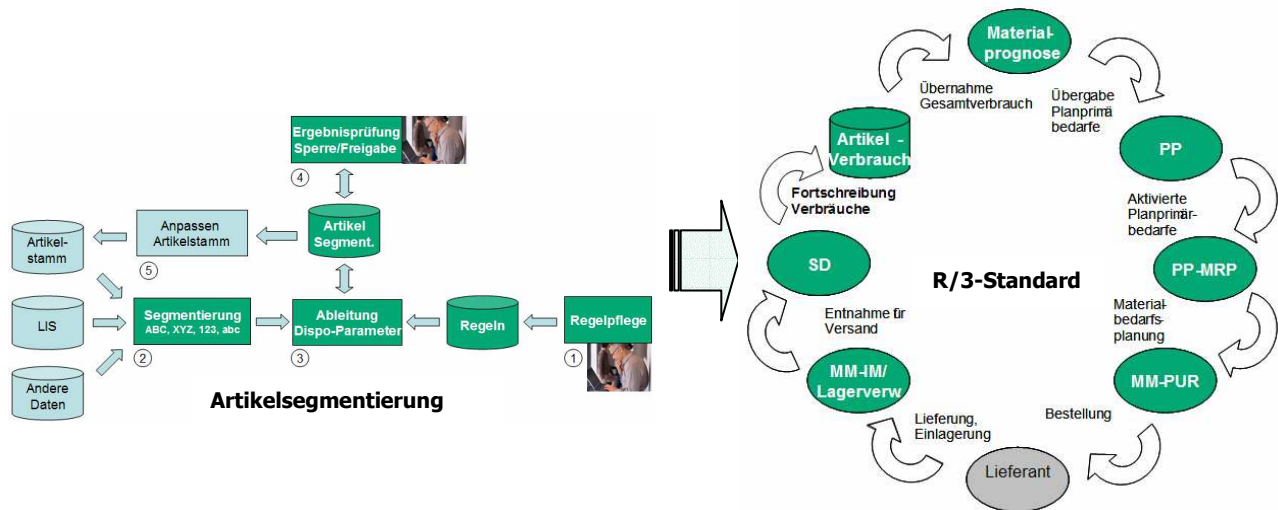 Ergebnisprüfung
Sperre/Freigabe
4
Artikel-
stamm
Anpassen
Artikelstamm
5
Artikel
Segment.
LIS
Segmentierung
ABC, XYZ, 123, abc
2
Ableitung
Dispo-Parameter
3
Regeln
Regelpflege
1
Andere
Daten
Artikelsegmentierung
Material-
prognose
Übernahme
Gesamtverbrauch
Übergabe
Planprimä
bedarfe
Artikel -
Verbrauch
PP
Fortschreibung
Verbräuche
Aktivierte
Planprimär-
bedarfe
SD
R/3-Standard
PP-MRP
Entnahme für
Versand
Material-
bedarfs-
planung
MM-IM/
Lagerverw
MM-PUR
Lieferung,
Einlagerung
Bestellung
Lieferant